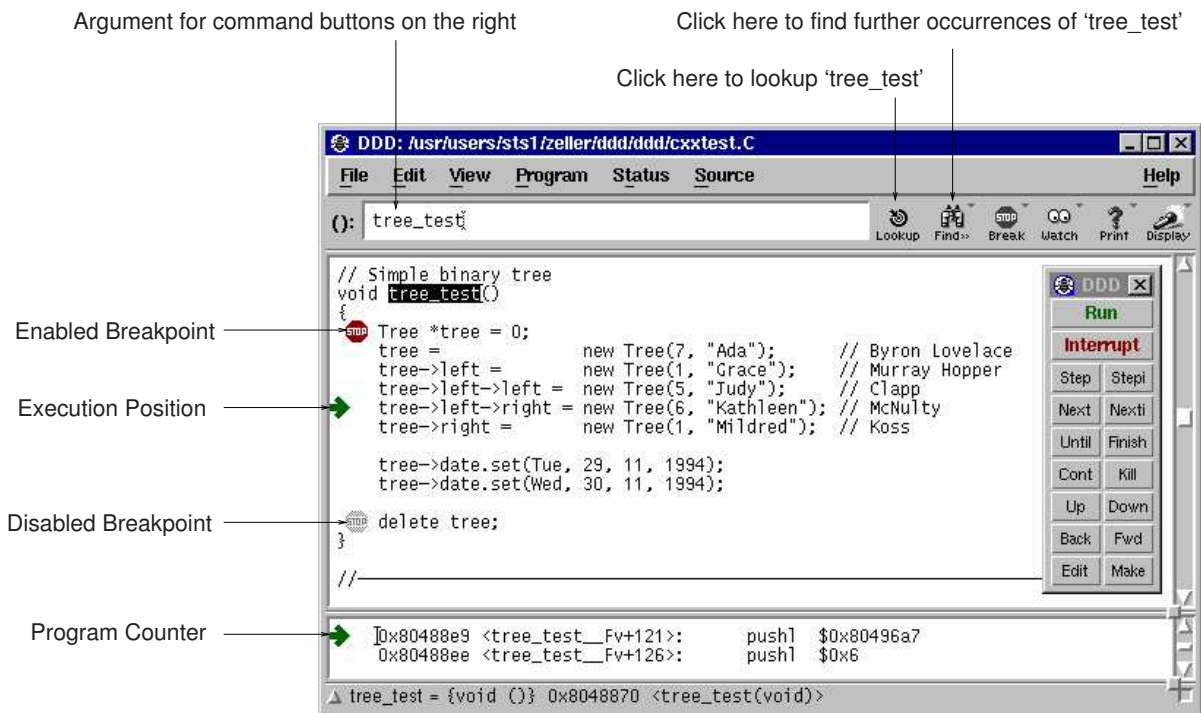 Argument for command buttons on the right
Click here to find further occurrences of ‘tree_test’
Click here to lookup ‘tree_test’
DDD: /usr/users/sts1/zeller/ddd/ddd/cxxtest.C
File Edit View Program Status Source Help
(): tree_test
Lookup Find» Break Watch Print Display
// Simple binary tree
void tree_test()
{
Enabled Breakpoint
STOP Tree *tree = 0;
tree = new Tree(7, "Ada"); // Byron Lovelace
tree->left = new Tree(1, "Grace"); // Murray Hopper
tree->left->left = new Tree(5, "Judy"); // Clapp
Execution Position
tree->left->right = new Tree(6, "Kathleen"); // McNulty
tree->right = new Tree(1, "Mildred"); // Koss
tree->date.set(Tue, 29, 11, 1994);
tree->date.set(Wed, 30, 11, 1994);
Disabled Breakpoint
STOP delete tree;
}
//
DDD
Run
Interrupt
Step Stepi
Next Nexti
Until Finish
Cont Kill
Up Down
Back Fwd
Edit Make
Program Counter
0x80488e9 <tree_test__Fv+121>: pushl $0x80496a7
0x80488ee <tree_test__Fv+126>: pushl $0x6
tree_test = {void ()} 0x8048870 <tree_test(void)>